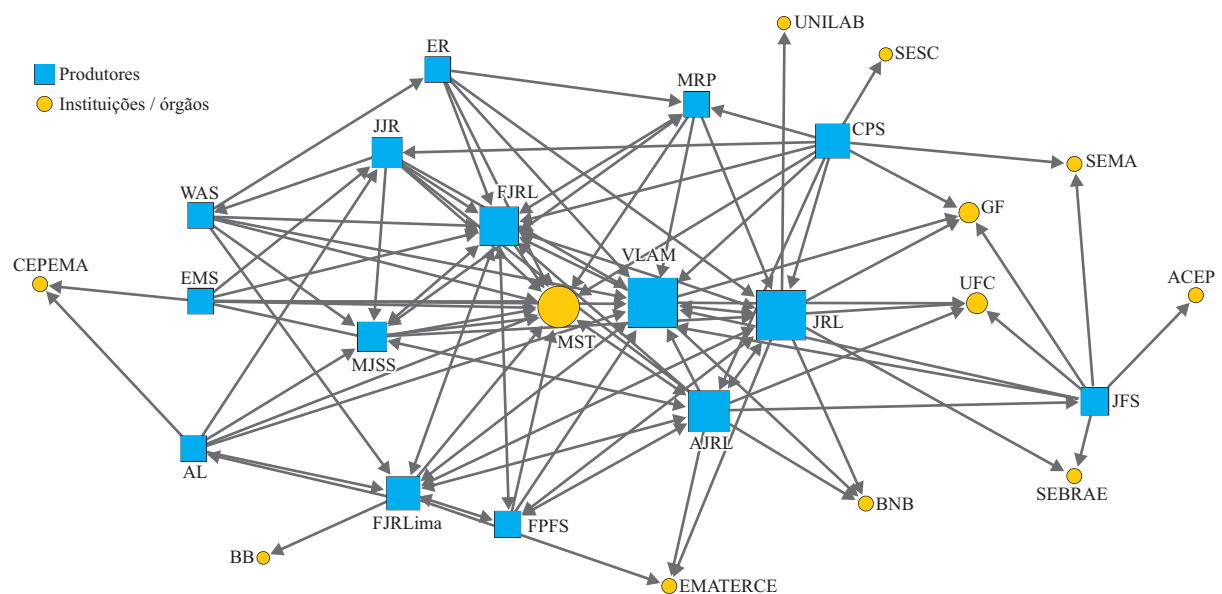 UNILAB
ER
SESC
Produtores
MRP
Instituições / órgãos
CPS
JJR
SEMA
FJRL
WAS
GF
VLAM
CEPEMA
EMS
UFC
ACEP
JRL
MST
MJSS
JFS
AJRL
AL
SEBRAE
BNB
FJRLima
FPFS
BB
EMATERCE